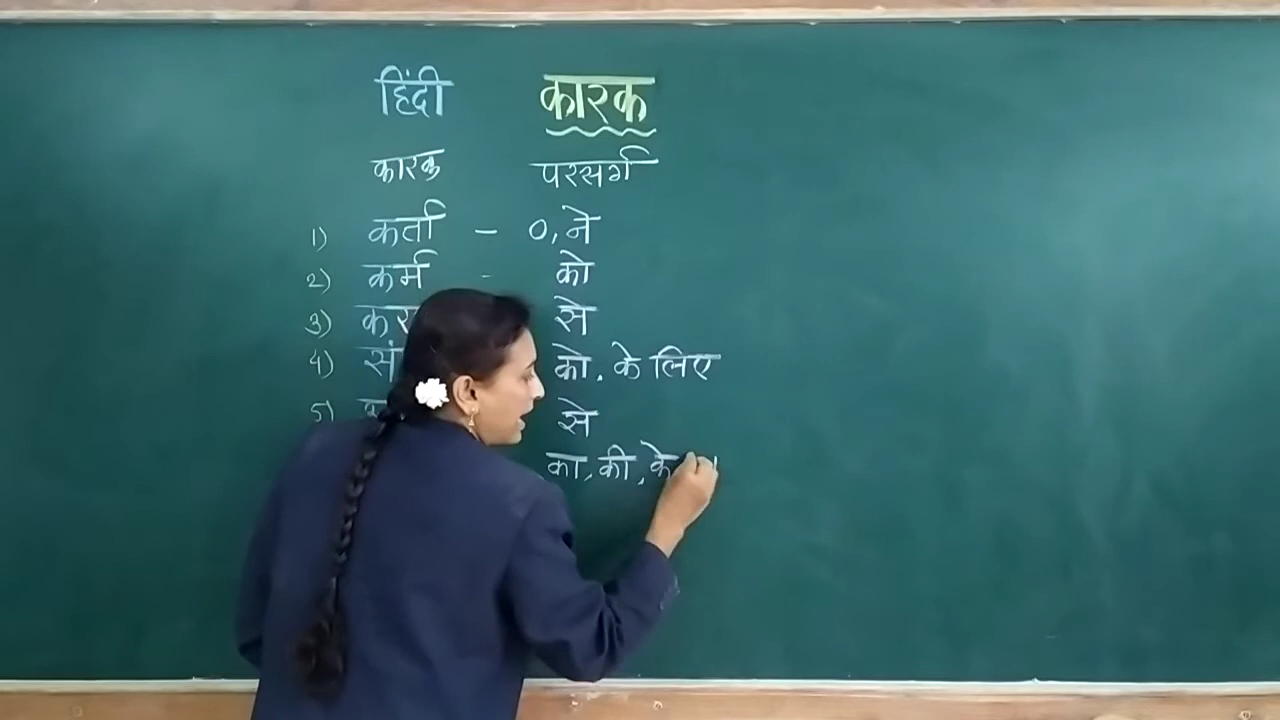 हिंदी कारक
कारक परसर्ग
1) कर्ता - 0, ने
2) कर्म - को
3) से
4) को, के लिए
5) से
का, की, के